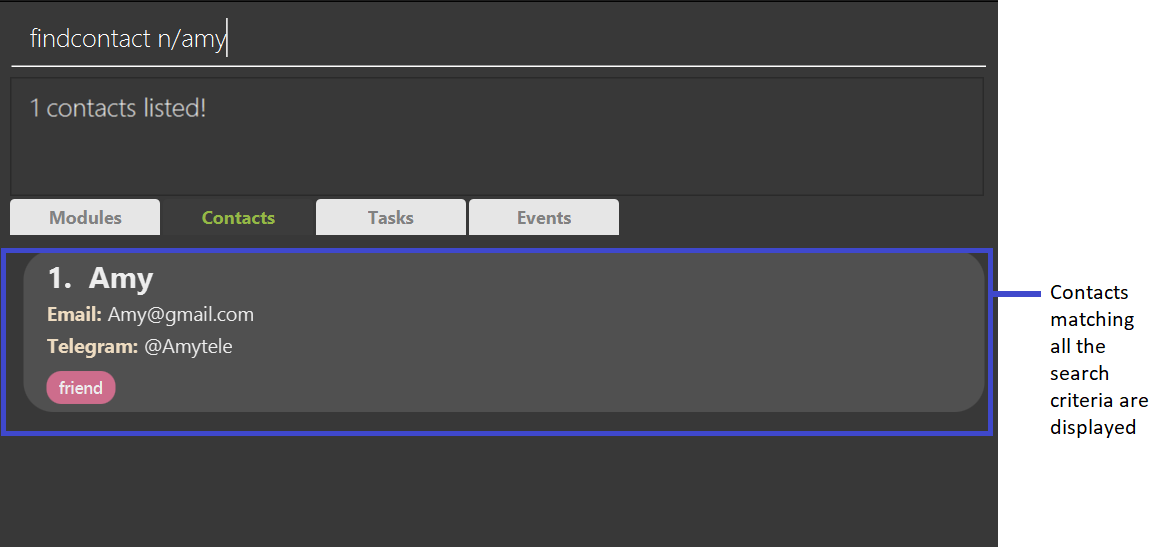 findcontact n/amy
1 contacts listed!
Modules Contacts Tasks Events
1. Amy
Email: Amy@gmail.com
Telegram: @Amytele
friend
Contacts
matching
all the
search
criteria are
displayed